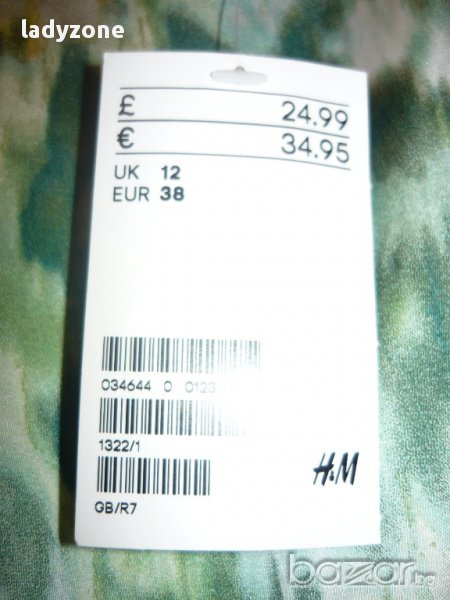 ladyzone
£ 24.99
€ 34.95
UK 12
EUR 38
034644 0 0123
1322/1
H&M
GB/R7
bazar.bg